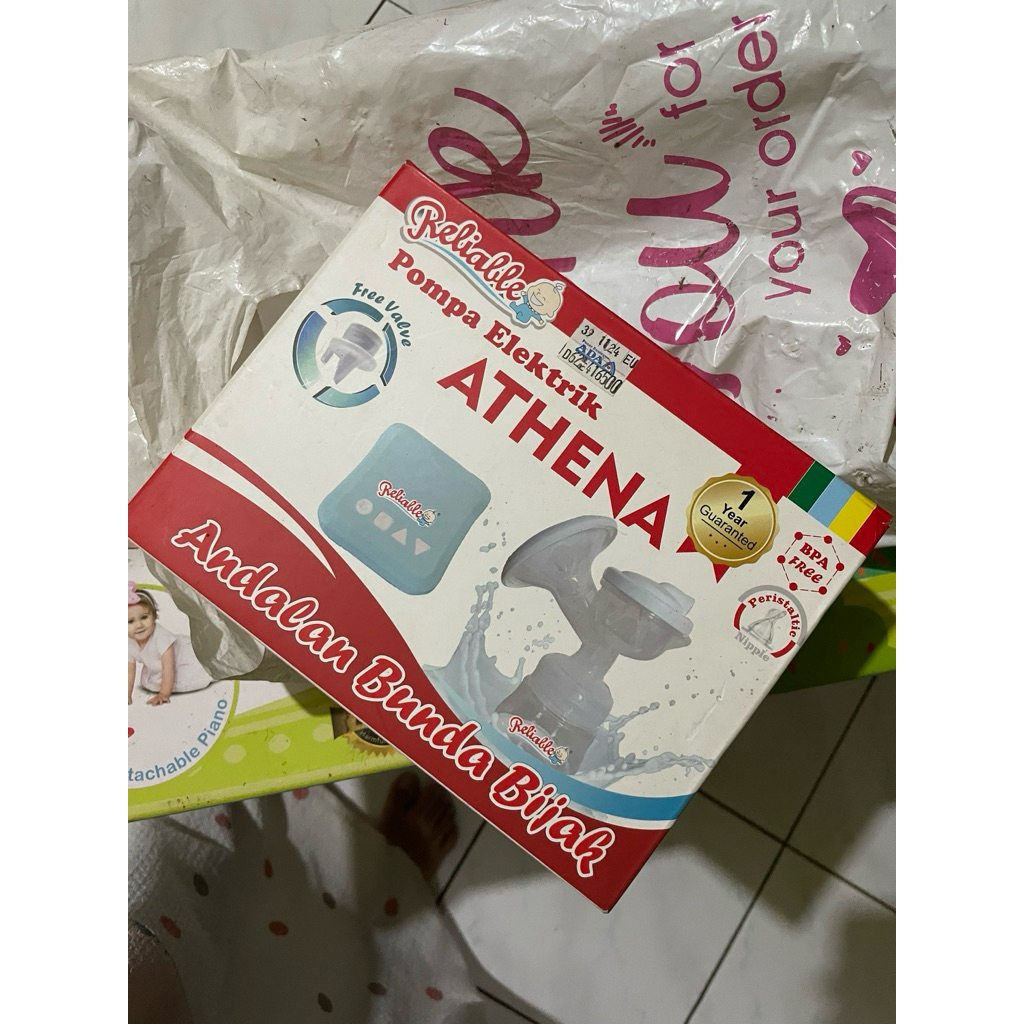 for
your order
Reliable
Pompa Elektrik
ATHENA
Free Valve
Reliable
1
Year
Guaranteed
BPA
FREE
Peristaltic
Nipple
Reliable
Andalan Bunda Bijak
tachable Piano